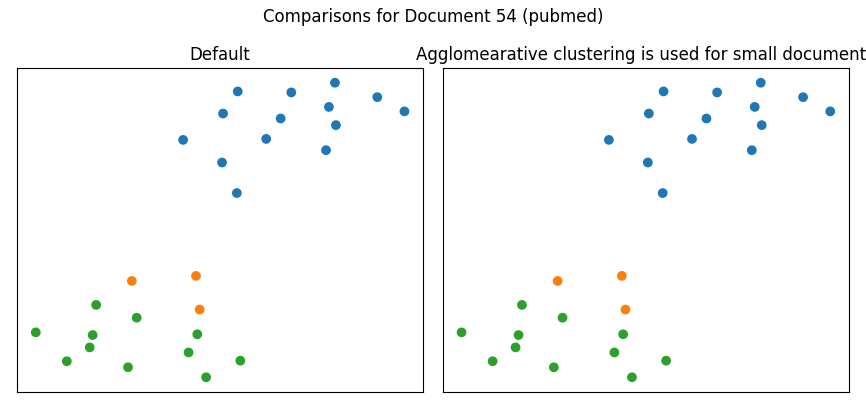 Comparisons for Document 54 (pubmed)
Default
Agglomearative clustering is used for small document